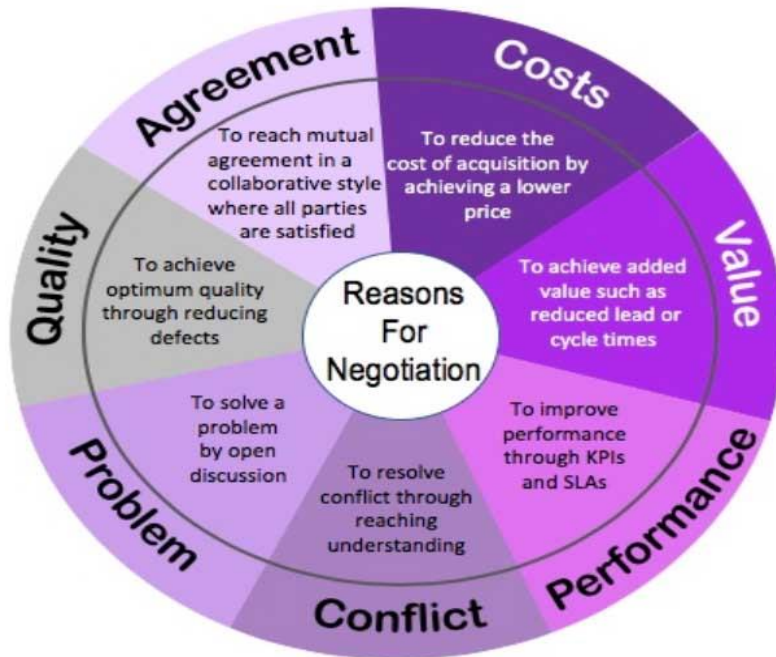 Agreement
To reach mutual
agreement in a
collaborative style
where all parties
are satisfied
Costs
To reduce the
cost of acquisition by
achieving a lower
price
Value
To achieve added
value such as
reduced lead or
cycle times
Performance
To improve
performance
through KPIs
and SLAs
Conflict
To resolve
conflict through
reaching
understanding
Problem
To solve a
problem
by open
discussion
Quality
To achieve
optimum quality
through reducing
defects
Reasons
For
Negotiation